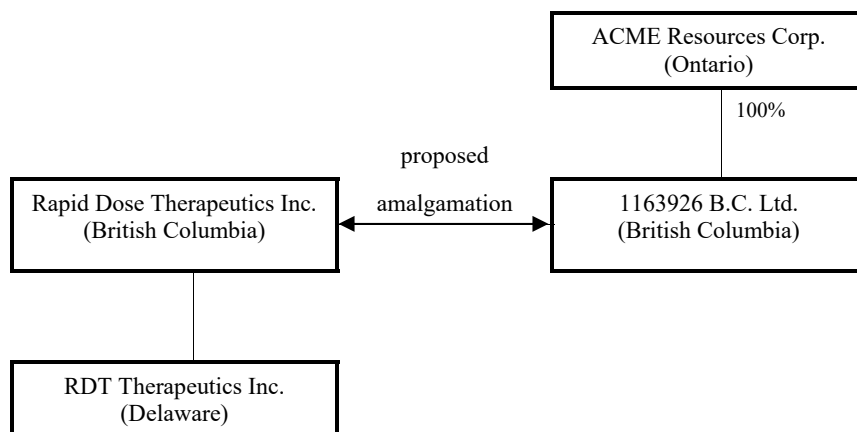 ACME Resources Corp.
(Ontario)
100%
proposed
amalgamation
Rapid Dose Therapeutics Inc.
(British Columbia)
1163926 B.C. Ltd.
(British Columbia)
RDT Therapeutics Inc.
(Delaware)